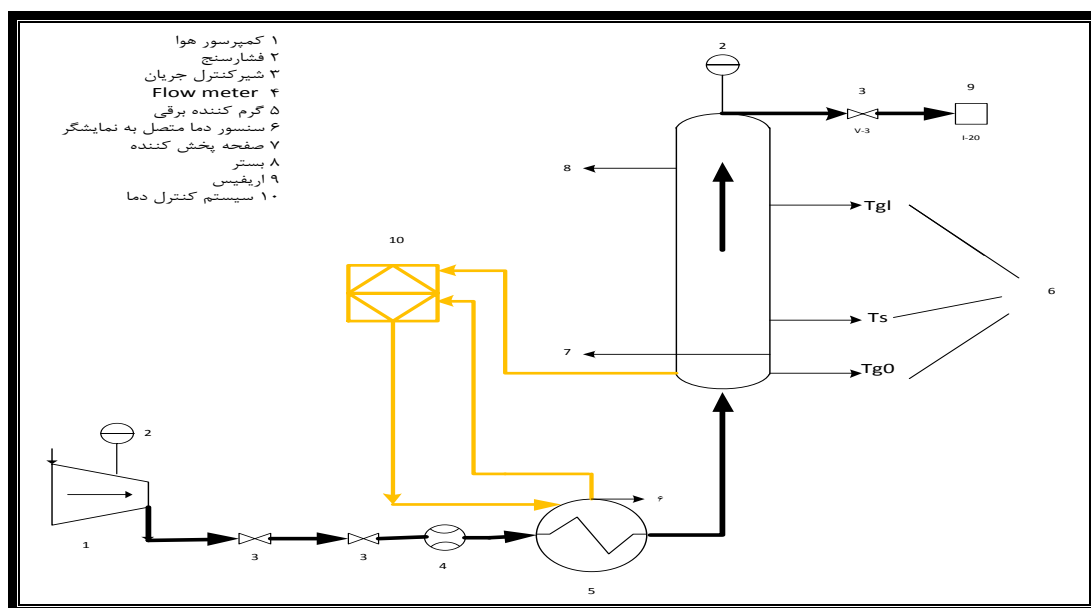 ۱ کمپرسور هوا
۲ فشارسنج
۳ شیرکنترل جریان
۴ Flow meter
۵ گرم کننده برقی
۶ سنسور دما متصل به نمایشگر
۷ صفحه پخش کننده
۸ بستر
۹ اریفیس
۱۰ سیستم کنترل دما
2
3
9
V-3
I-20
8
Tgl
10
6
Ts
7
Tg0
2
۶
1
3
3
4
5